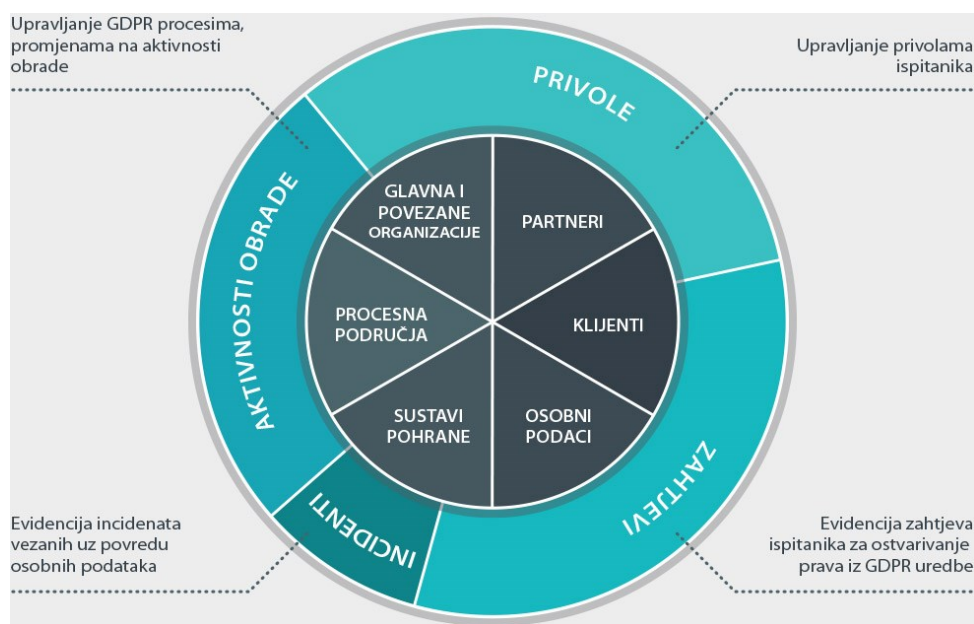 Upravljanje GDPR procesima,
promjenama na aktivnosti
obrade
Upravljanje privolama
ispitanika
PRIVOLE
AKTIVNOSTI OBRADE
GLAVNA I
POVEZANE
ORGANIZACIJE
PARTNERI
PROCESNA
PODRUČJA
KLIJENTI
SUSTAVI
POHRANE
OSOBNI
PODACI
ZAHTJEVI
INCIDENTI
Evidencija incidenata
vezanih uz povredu
osobnih podataka
Evidencija zahtjeva
ispitanika za ostvarivanje
prava iz GDPR uredbe